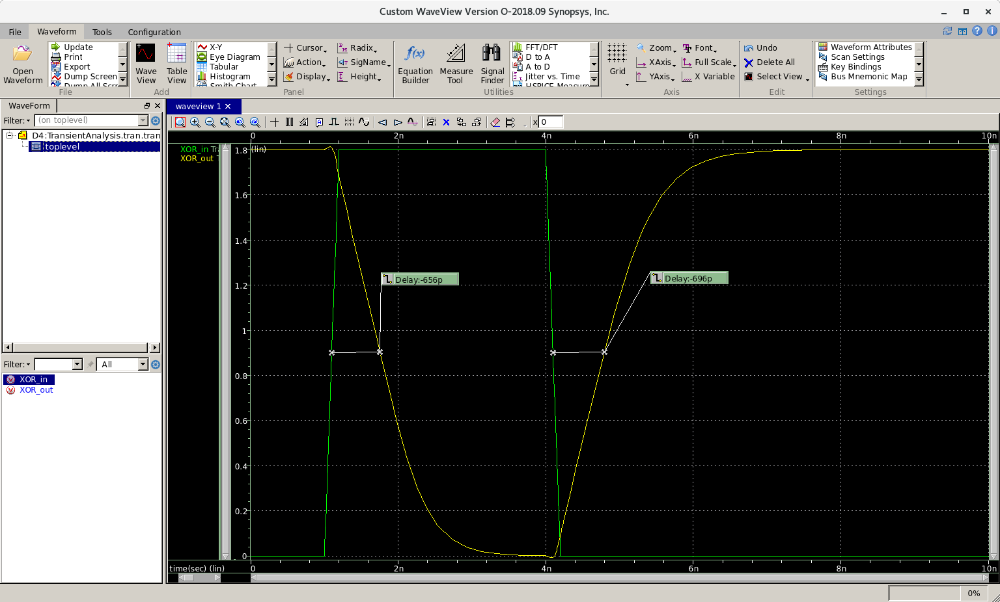 Custom WaveView Version O-2018.09 Synopsys, Inc.
File Waveform Tools Configuration
Open Waveform
Update
Print
Export
Dump Screen
Dump All Scr
File
Wave View
Table View
Add
X-Y
Eye Diagram
Tabular
Histogram
Smith Chart
Cursor
Action
Display
Radix
SigName
Height
Panel
f(x)
Equation Builder
Measure Tool
Signal Finder
FFT/DFT
D to A
A to D
Jitter vs. Time
HSPICE Measur
Utilities
Grid
Zoom
XAxis
YAxis
Font
Full Scale
X Variable
Axis
Undo
Delete All
Select View
Edit
Waveform Attributes
Scan Settings
Key Bindings
Bus Mnemonic Map
Settings
WaveForm
Filter: (on toplevel)
D4:TransientAnalysis.tran.tran
toplevel
Filter: All
XOR_in
XOR_out
waveview 1
x 0
0 2n 4n 6n 8n 10n
XOR_in Tr
XOR_out
(lin)
1.8
1.6
1.4
1.2
1
0.8
0.6
0.4
0.2
0
Delay:-656p
Delay:-696p
time(sec) (lin) 0 2n 4n 6n 8n 10n
0%